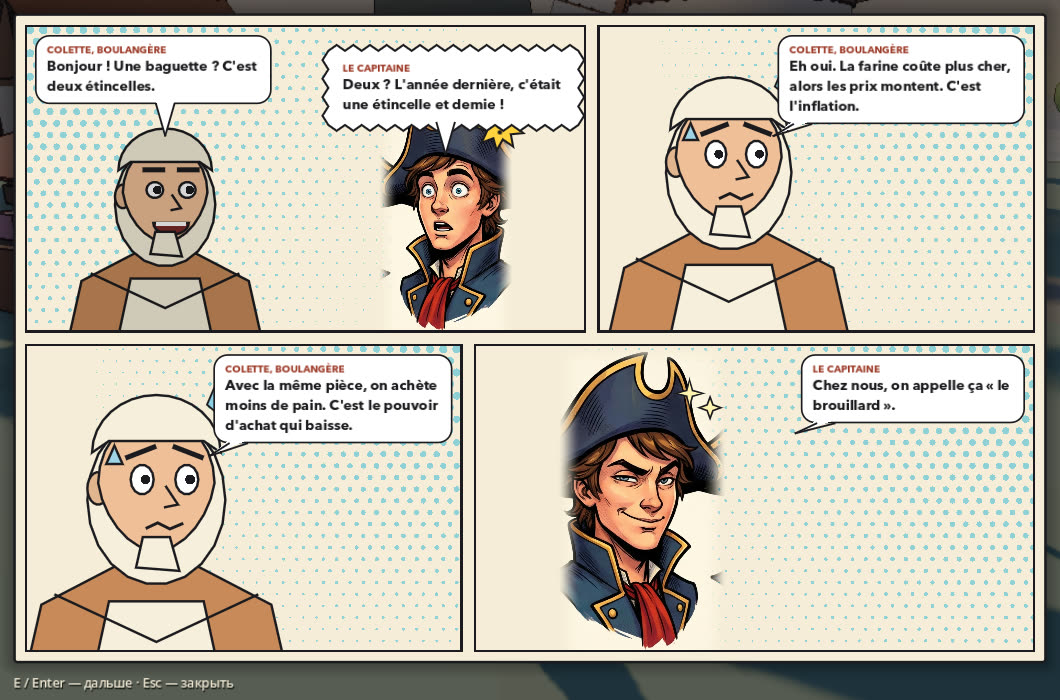 COLETTE, BOULANGÈRE
Bonjour ! Une baguette ? C'est
deux étincelles.
LE CAPITAINE
Deux ? L'année dernière, c'était
une étincelle et demie !
COLETTE, BOULANGÈRE
Eh oui. La farine coûte plus cher,
alors les prix montent. C'est
l'inflation.
COLETTE, BOULANGÈRE
Avec la même pièce, on achète
moins de pain. C'est le pouvoir
d'achat qui baisse.
LE CAPITAINE
Chez nous, on appelle ça « le
brouillard ».
E / Enter — дальше · Esc — закрыть